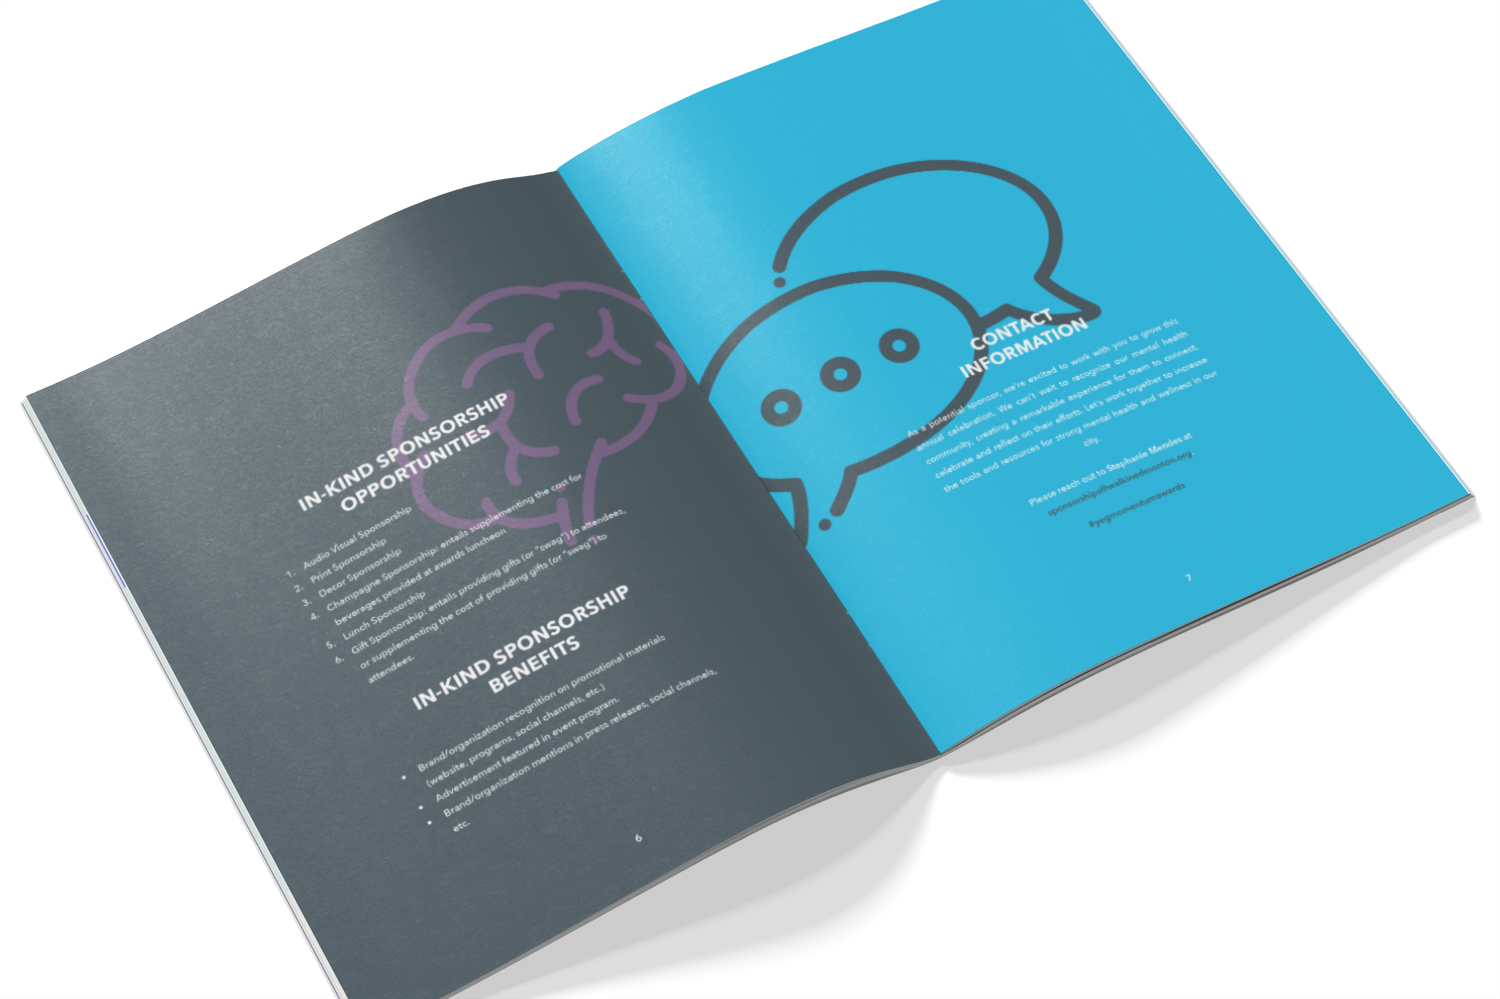 IN-KIND SPONSORSHIP
OPPORTUNITIES
1. Audio Visual Sponsorship
2. Print Sponsorship
3. Decor Sponsorship
4. Champagne Sponsorship: entails supplementing the cost for
beverages provided at awards luncheon
5. Lunch Sponsorship
6. Gift Sponsorship: entails providing gifts (or "swag") to attendees,
or supplementing the cost of providing gifts (or "swag") to
attendees.
IN-KIND SPONSORSHIP
BENEFITS
• Brand/organization recognition on promotional materials
(website, programs, social channels, etc.)
• Advertisement featured in event program.
• Brand/organization mentions in press releases, social channels,
etc.
6
CONTACT
INFORMATION
As a potential sponsor, we're excited to work with you to grow this
annual celebration. We can't wait to recognize our mental health
community, creating a remarkable experience for them to connect,
celebrate and reflect on their efforts. Let's work together to increase
the tools and resources for strong mental health and wellness in our
city.
Please reach out to Stephanie Mendes at
sponsorships@walkinedmonton.org
#yegmomentumawards
7